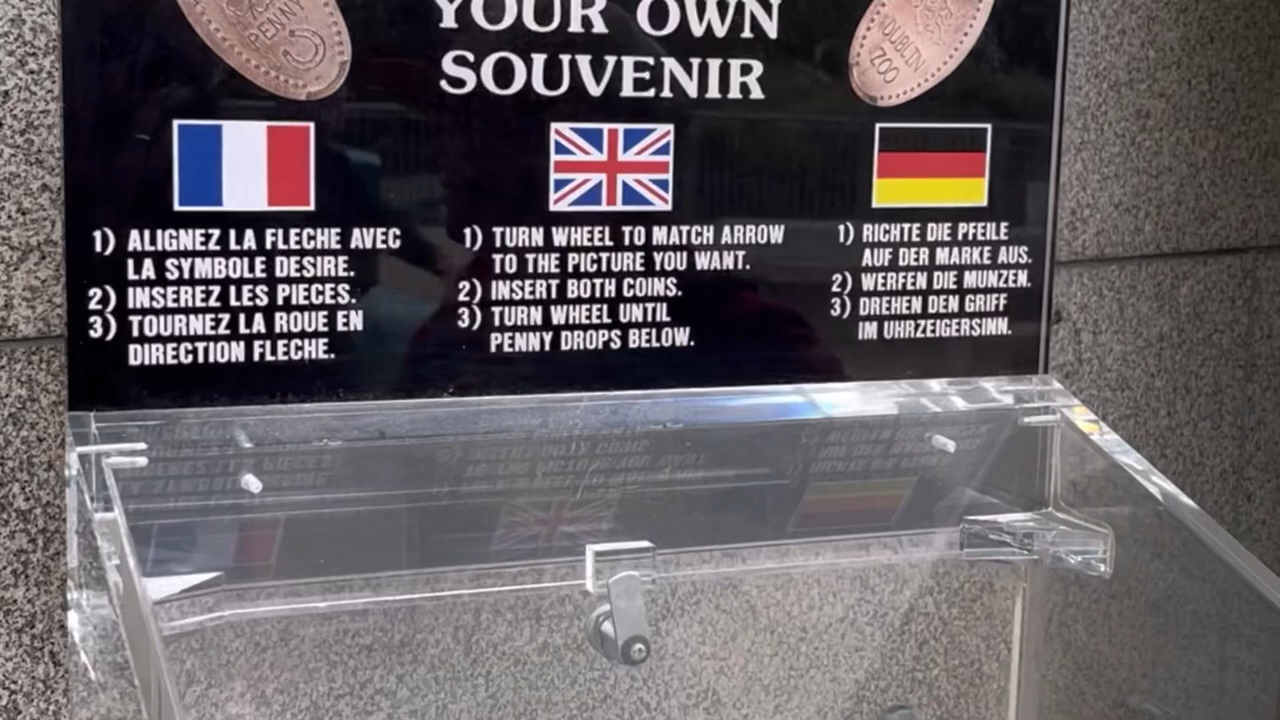 PENNY
YOUR OWN
SOUVENIR
DUBLIN
ZOO
1) ALIGNEZ LA FLECHE AVEC
LA SYMBOLE DESIRE.
2) INSEREZ LES PIECES.
3) TOURNEZ LA ROUE EN
DIRECTION FLECHE.
1) TURN WHEEL TO MATCH ARROW
TO THE PICTURE YOU WANT.
2) INSERT BOTH COINS.
3) TURN WHEEL UNTIL
PENNY DROPS BELOW.
1) RICHTE DIE PFEILE
AUF DER MARKE AUS.
2) WERFEN DIE MUNZEN.
3) DREHEN DEN GRIFF
IM UHRZEIGERSINN.